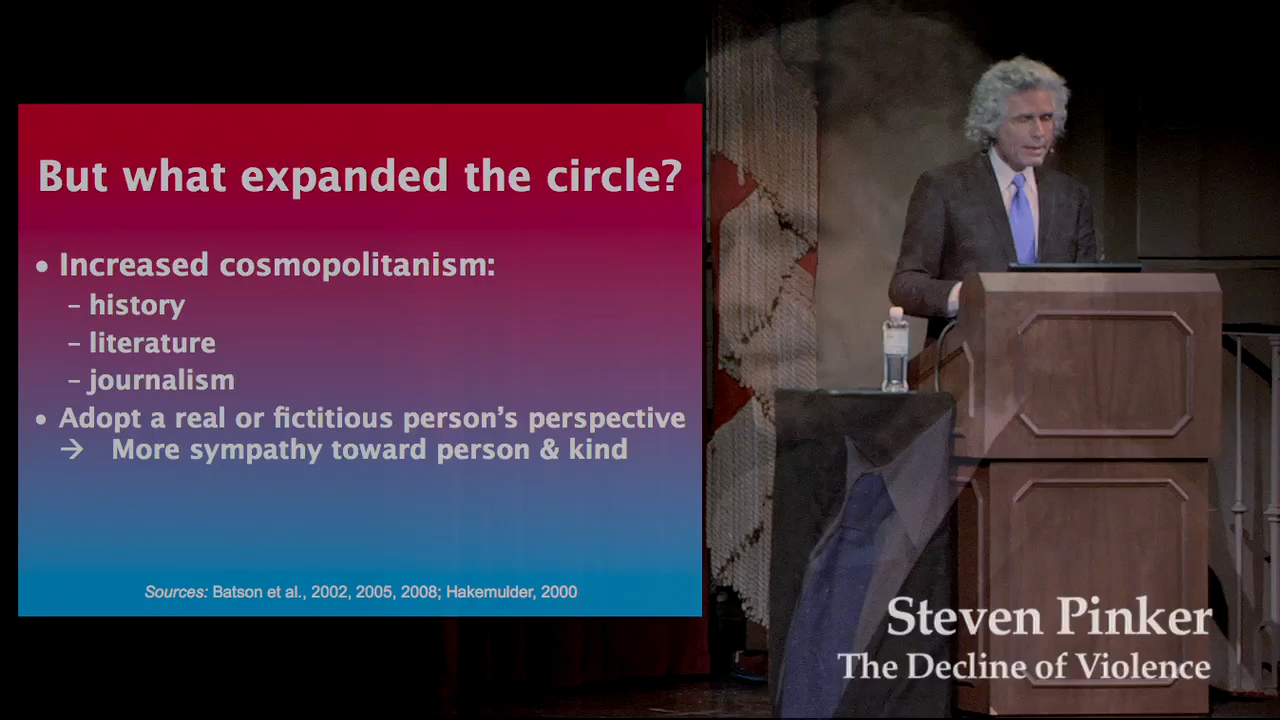 But what expanded the circle?
• Increased cosmopolitanism:
– history
– literature
– journalism
• Adopt a real or fictitious person’s perspective
→ More sympathy toward person & kind
Sources: Batson et al., 2002, 2005, 2008; Hakemulder, 2000
Steven Pinker
The Decline of Violence